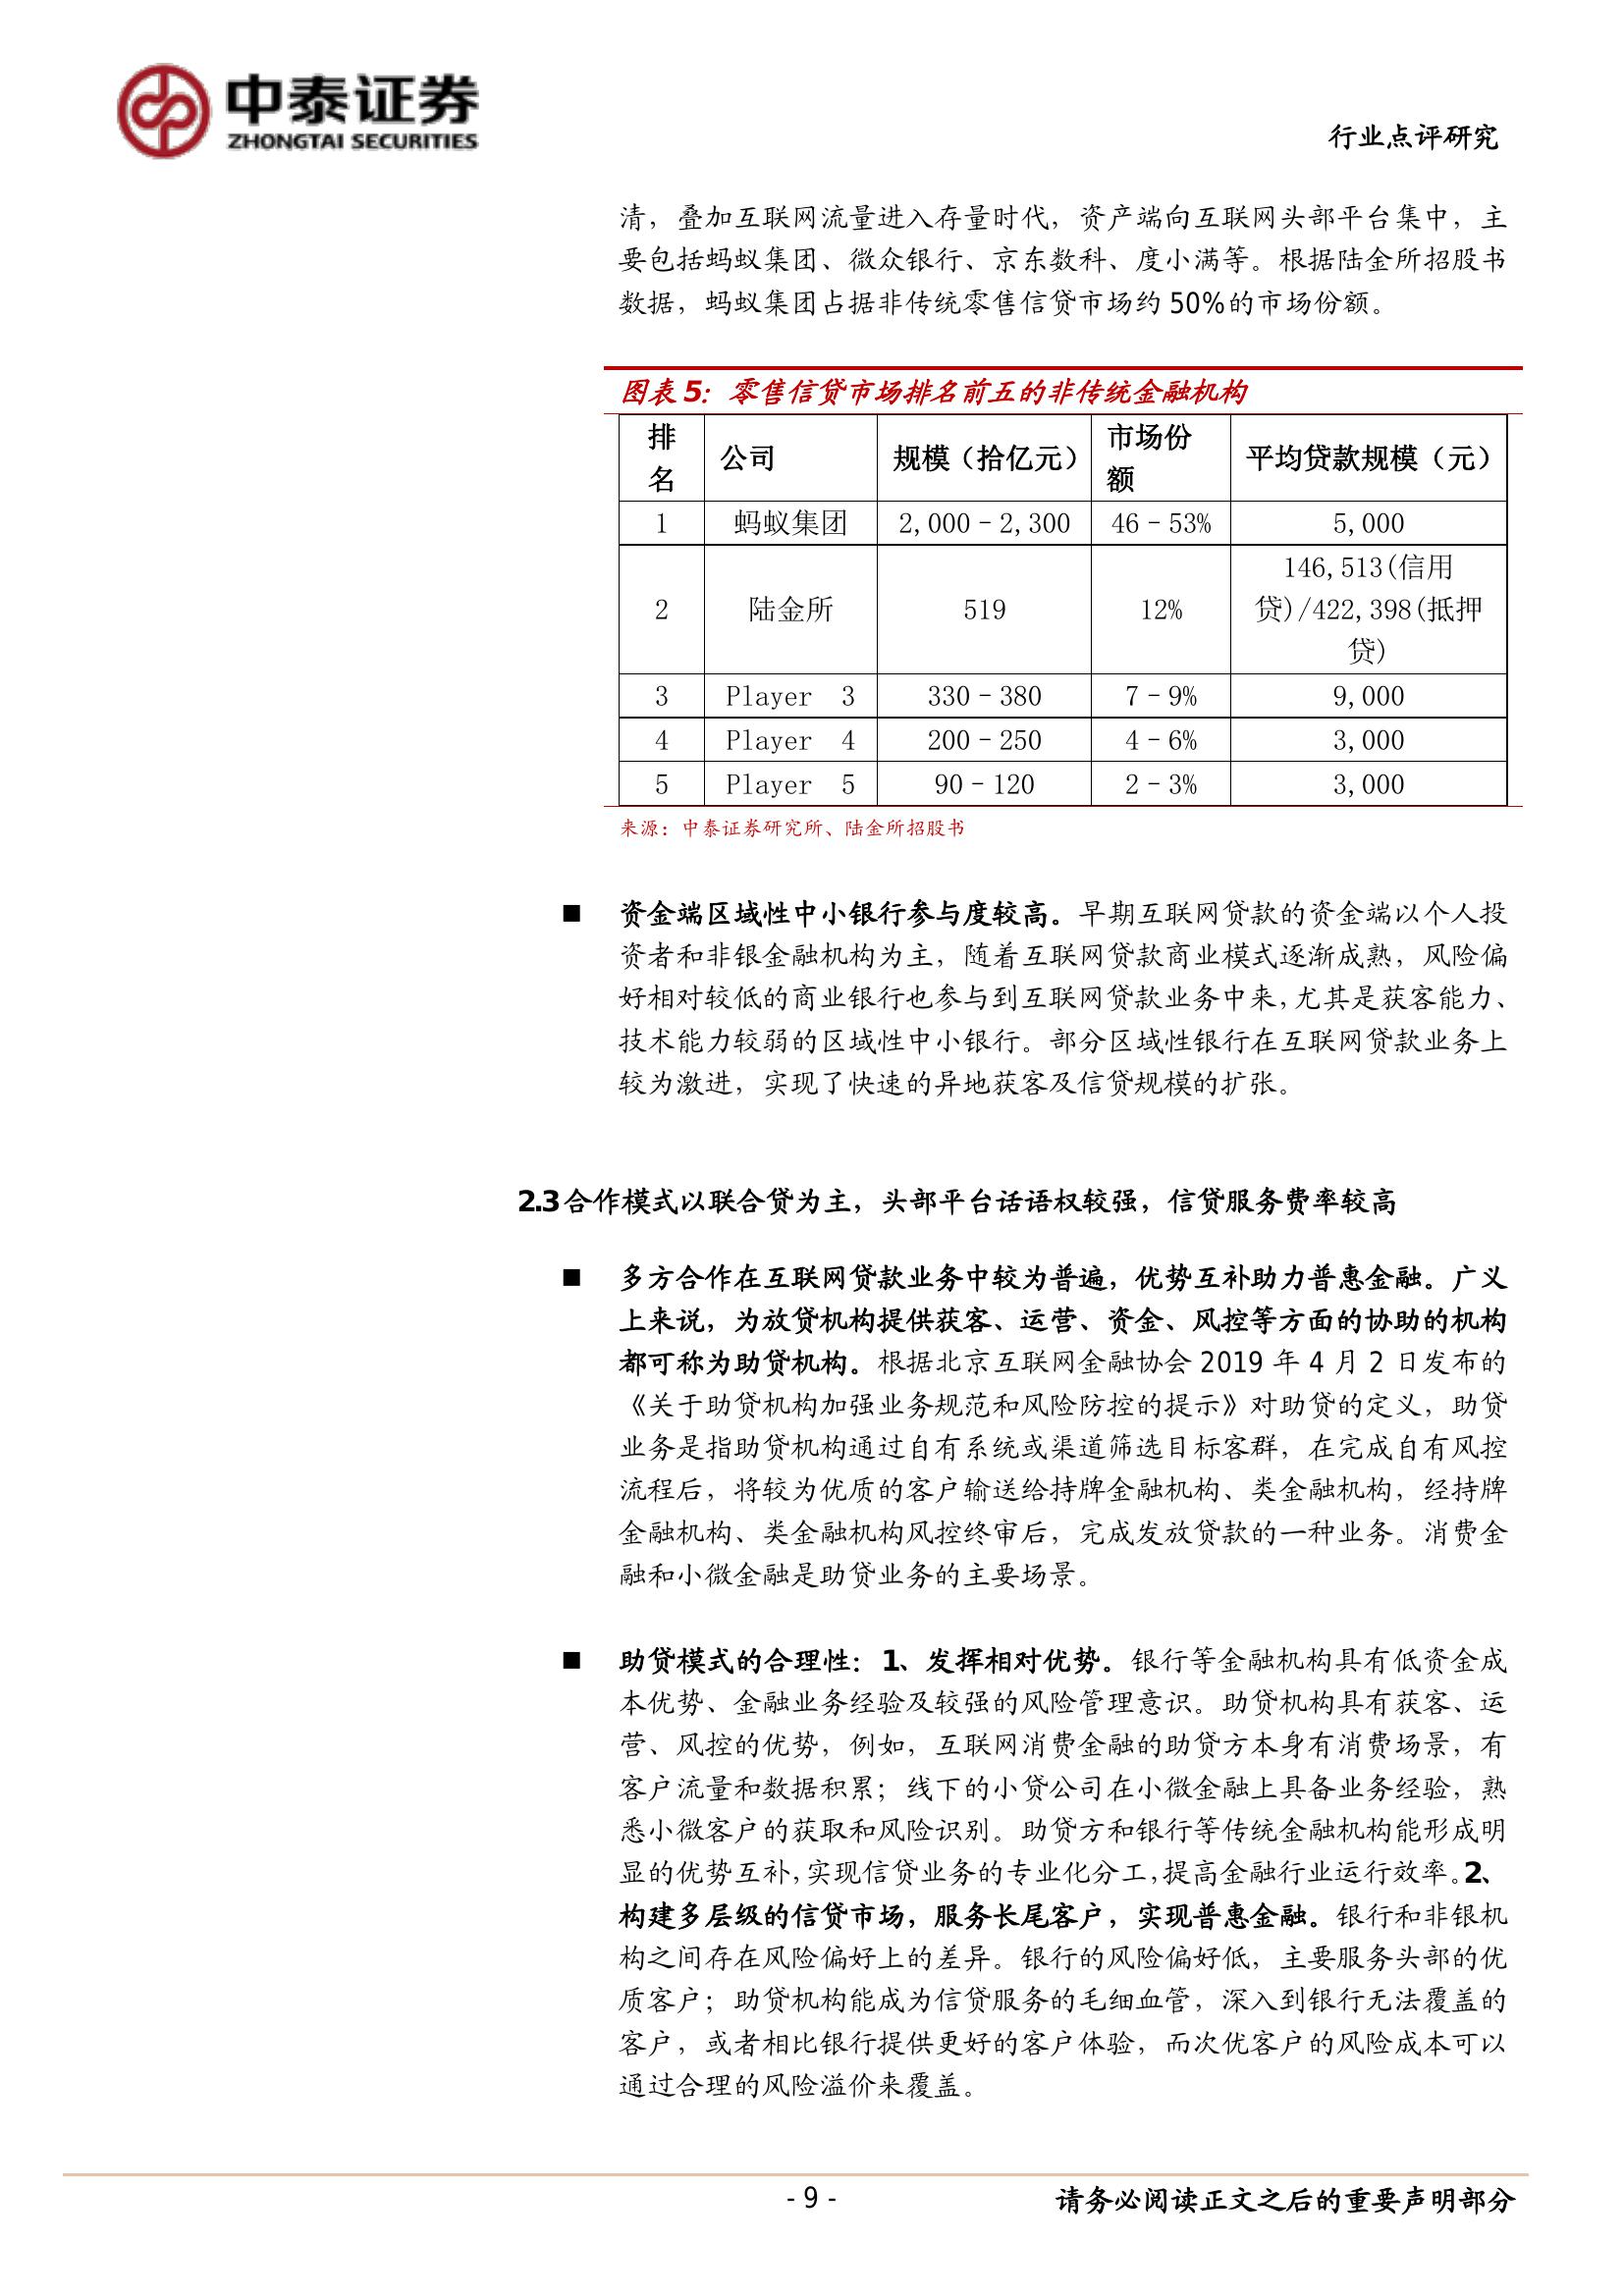 中泰证券
ZHONGTAI SECURITIES
行业点评研究
清，叠加互联网流量进入存量时代，资产端向互联网头部平台集中，主
要包括蚂蚁集团、微众银行、京东数科、度小满等。根据陆金所招股书
数据，蚂蚁集团占据非传统零售信贷市场约 50%的市场份额。
图表 5：零售信贷市场排名前五的非传统金融机构
排名 公司 规模（拾亿元） 市场份额 平均贷款规模（元）
1 蚂蚁集团 2,000–2,300 46–53% 5,000
2 陆金所 519 12% 146,513(信用贷)/422,398(抵押贷)
3 Player 3 330–380 7–9% 9,000
4 Player 4 200–250 4–6% 3,000
5 Player 5 90–120 2–3% 3,000
来源：中泰证券研究所、陆金所招股书
■ 资金端区域性中小银行参与度较高。早期互联网贷款的资金端以个人投
资者和非银金融机构为主，随着互联网贷款商业模式逐渐成熟，风险偏
好相对较低的商业银行也参与到互联网贷款业务中来，尤其是获客能力、
技术能力较弱的区域性中小银行。部分区域性银行在互联网贷款业务上
较为激进，实现了快速的异地获客及信贷规模的扩张。
2.3 合作模式以联合贷为主，头部平台话语权较强，信贷服务费率较高
■ 多方合作在互联网贷款业务中较为普遍，优势互补助力普惠金融。广义
上来说，为放贷机构提供获客、运营、资金、风控等方面的协助的机构
都可称为助贷机构。根据北京互联网金融协会 2019 年 4 月 2 日发布的
《关于助贷机构加强业务规范和风险防控的提示》对助贷的定义，助贷
业务是指助贷机构通过自有系统或渠道筛选目标客群，在完成自有风控
流程后，将较为优质的客户输送给持牌金融机构、类金融机构，经持牌
金融机构、类金融机构风控终审后，完成发放贷款的一种业务。消费金
融和小微金融是助贷业务的主要场景。
■ 助贷模式的合理性：1、发挥相对优势。银行等金融机构具有低资金成
本优势、金融业务经验及较强的风险管理意识。助贷机构具有获客、运
营、风控的优势，例如，互联网消费金融的助贷方本身有消费场景，有
客户流量和数据积累；线下的小贷公司在小微金融上具备业务经验，熟
悉小微客户的获取和风险识别。助贷方和银行等传统金融机构能形成明
显的优势互补，实现信贷业务的专业化分工，提高金融行业运行效率。2、
构建多层级的信贷市场，服务长尾客户，实现普惠金融。银行和非银机
构之间存在风险偏好上的差异。银行的风险偏好低，主要服务头部的优
质客户；助贷机构能成为信贷服务的毛细血管，深入到银行无法覆盖的
客户，或者相比银行提供更好的客户体验，而次优客户的风险成本可以
通过合理的风险溢价来覆盖。
- 9 -
请务必阅读正文之后的重要声明部分